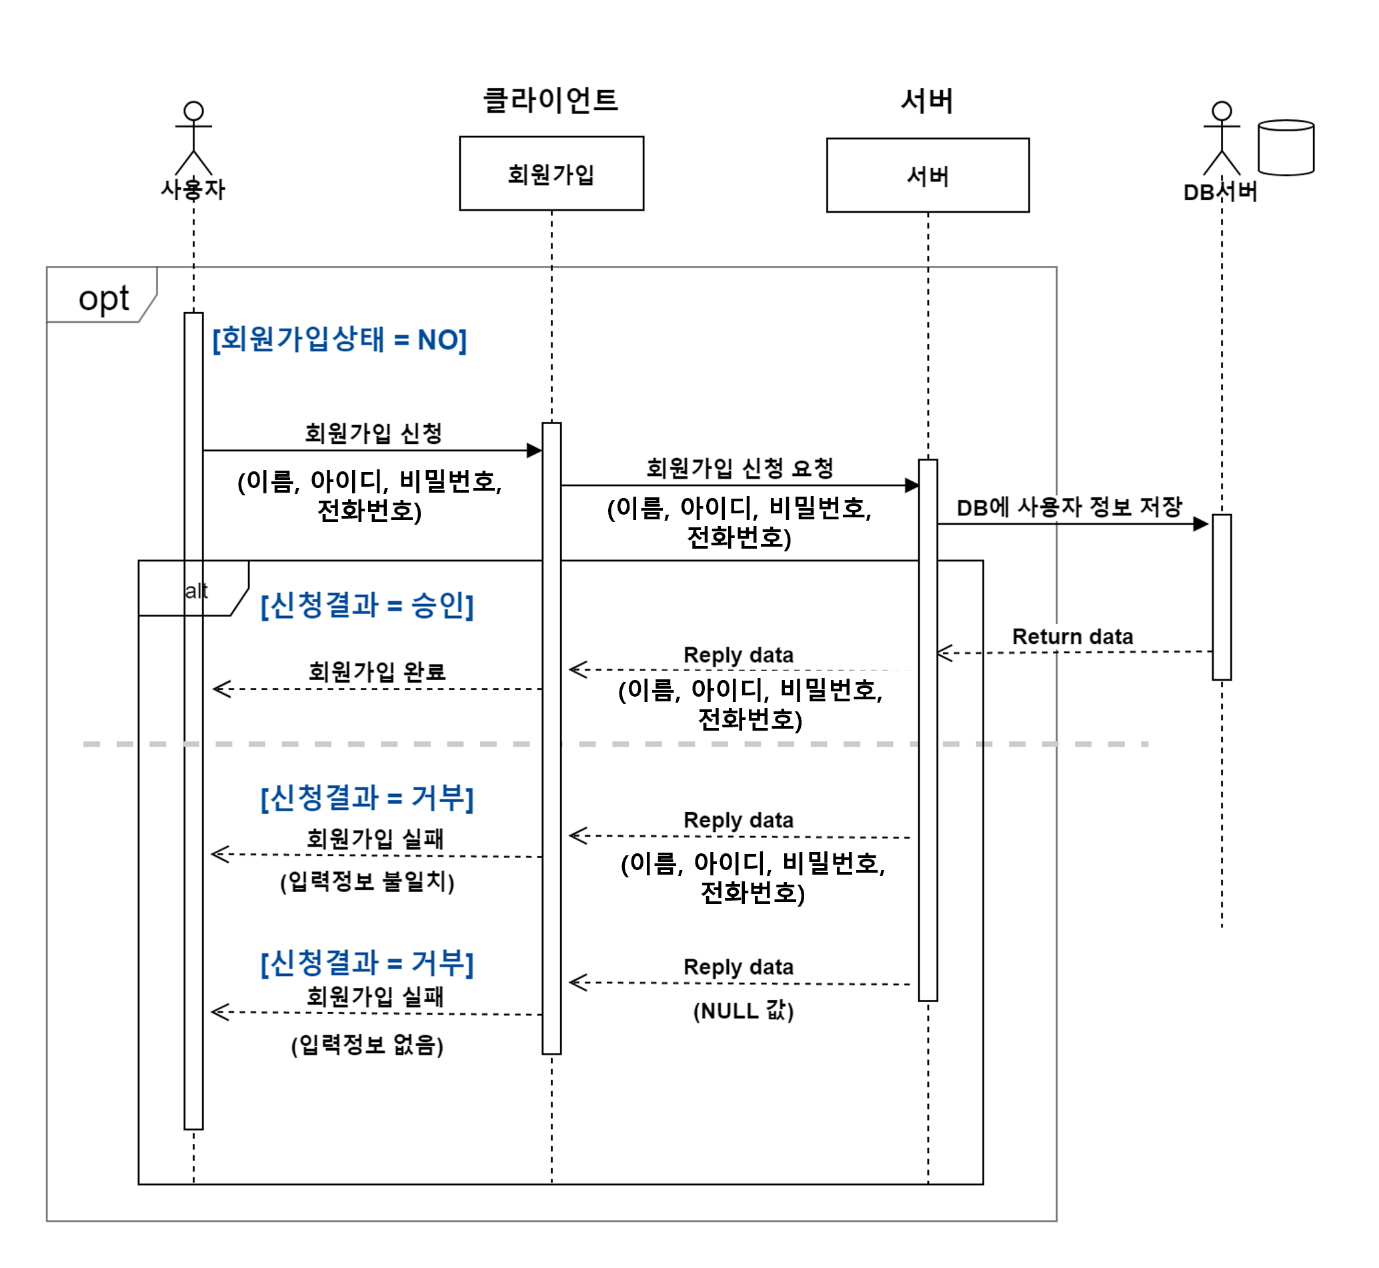 클라이언트
서버
사용자
회원가입
서버
DB서버
opt
[회원가입상태 = NO]
회원가입 신청
(이름, 아이디, 비밀번호,
전화번호)
회원가입 신청 요청
(이름, 아이디, 비밀번호,
전화번호)
DB에 사용자 정보 저장
alt
[신청결과 = 승인]
Return data
Reply data
(이름, 아이디, 비밀번호,
전화번호)
회원가입 완료
[신청결과 = 거부]
Reply data
(이름, 아이디, 비밀번호,
전화번호)
회원가입 실패
(입력정보 불일치)
[신청결과 = 거부]
Reply data
(NULL 값)
회원가입 실패
(입력정보 없음)